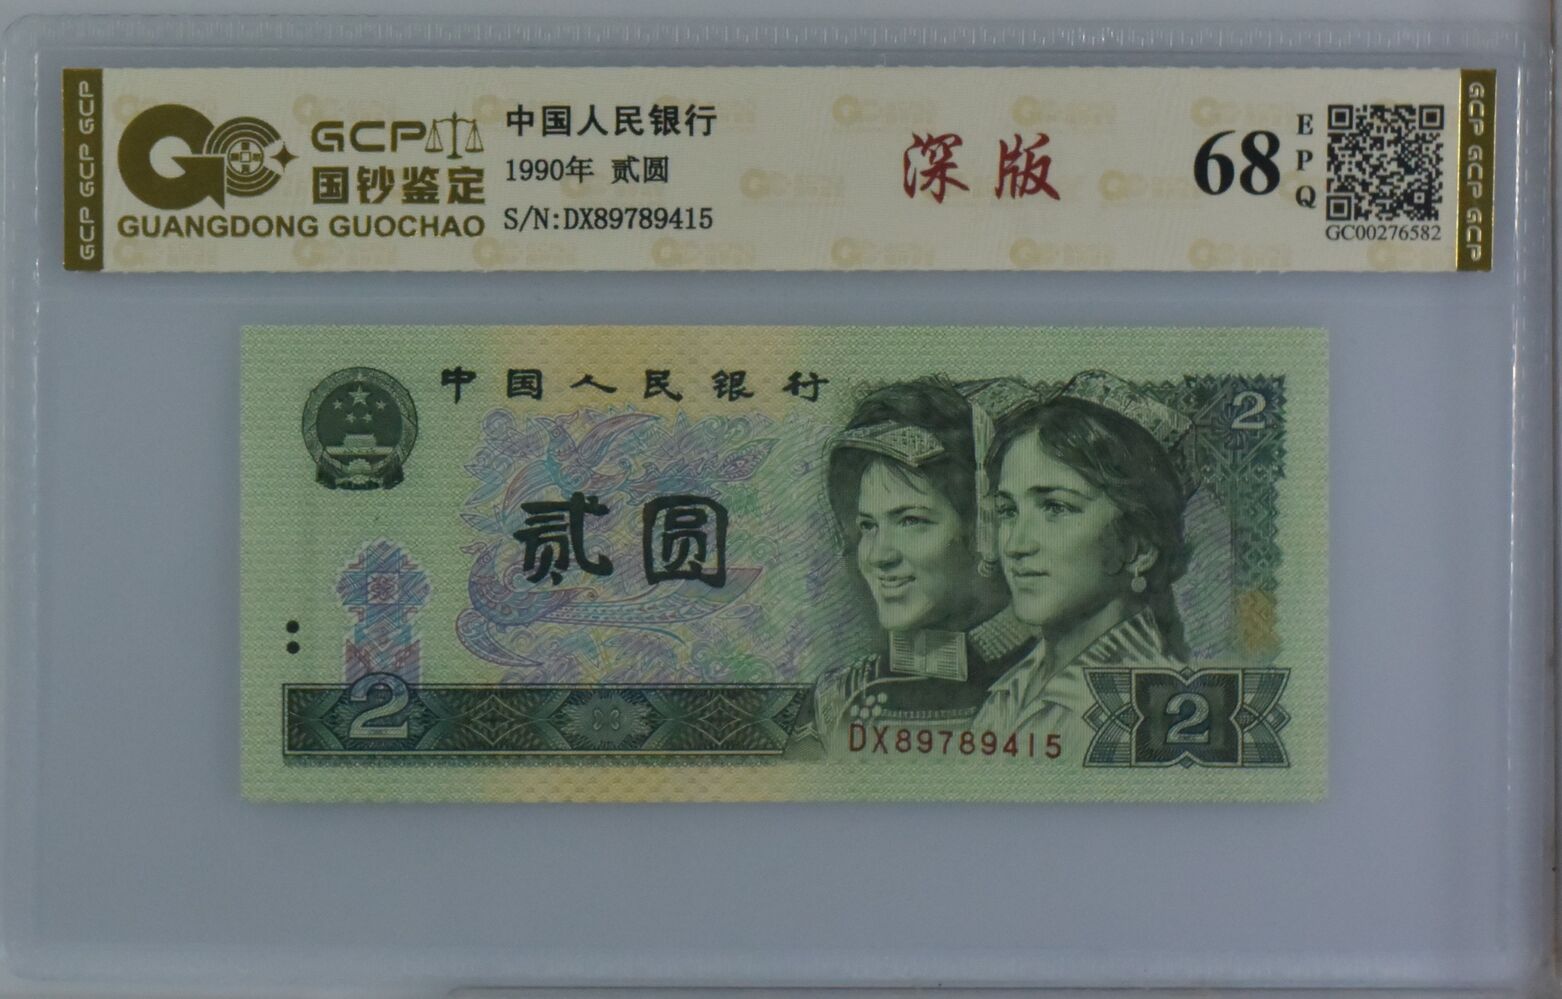 GCP GCP GCP
GCP
国钞鉴定
GUANGDONG GUOCHAO
中国人民银行
1990年 贰圆
S/N:DX89789415
深版
68
EPQ
GC00276582
GCP GCP GCP
中国人民银行
2
贰圆
2
DX89789415
2